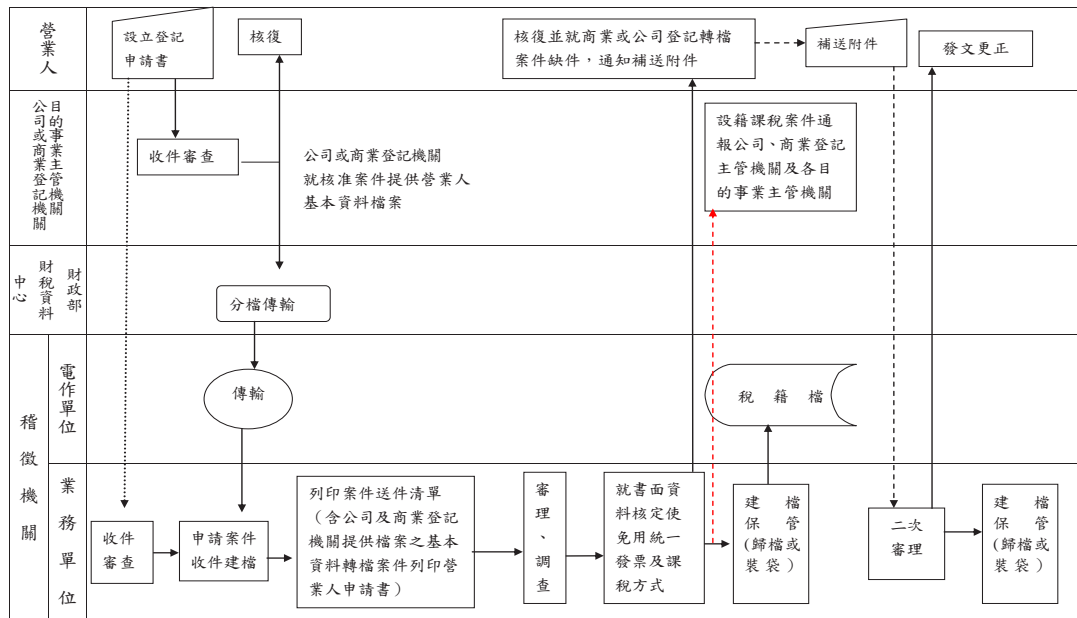 營業人
設立登記
申請書
核復
核復並就商業或公司登記轉檔
案件缺件，通知補送附件
補送附件
發文更正
目的事業主管機關
公司或商業登記機關
收件審查
公司或商業登記機關
就核准案件提供營業人
基本資料檔案
設籍課稅案件通
報公司、商業登記
主管機關及各目
的事業主管機關
財政部
財稅資料
中心
分檔傳輸
稽徵機關
電作單位
傳輸
稅籍檔
業務單位
收件
審查
申請案件
收件建檔
列印案件送件清單
（含公司及商業登記
機關提供檔案之基本
資料轉檔案件列印營
業人申請書）
審理、調查
就書面資
料核定使
免用統一
發票及課
稅方式
建檔
保管
(歸檔或
裝袋）
二次
審理
建檔
保管
(歸檔或
裝袋）